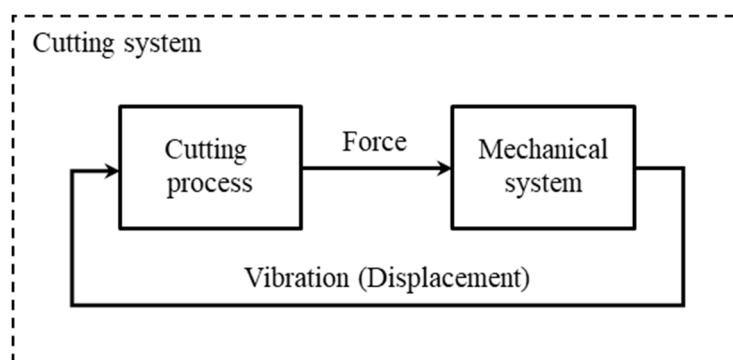 Cutting system
Cutting
process
Force
Mechanical
system
Vibration (Displacement)